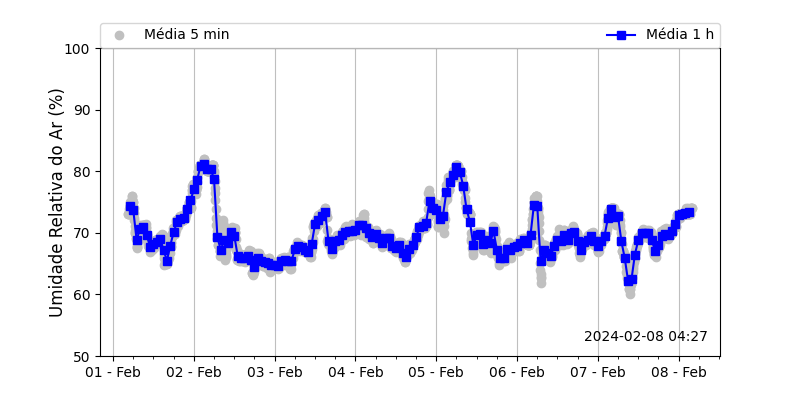 Média 5 min
Média 1 h
100
90
80
70
60
50
Umidade Relativa do Ar (%)
2024-02-08 04:27
01 - Feb
02 - Feb
03 - Feb
04 - Feb
05 - Feb
06 - Feb
07 - Feb
08 - Feb